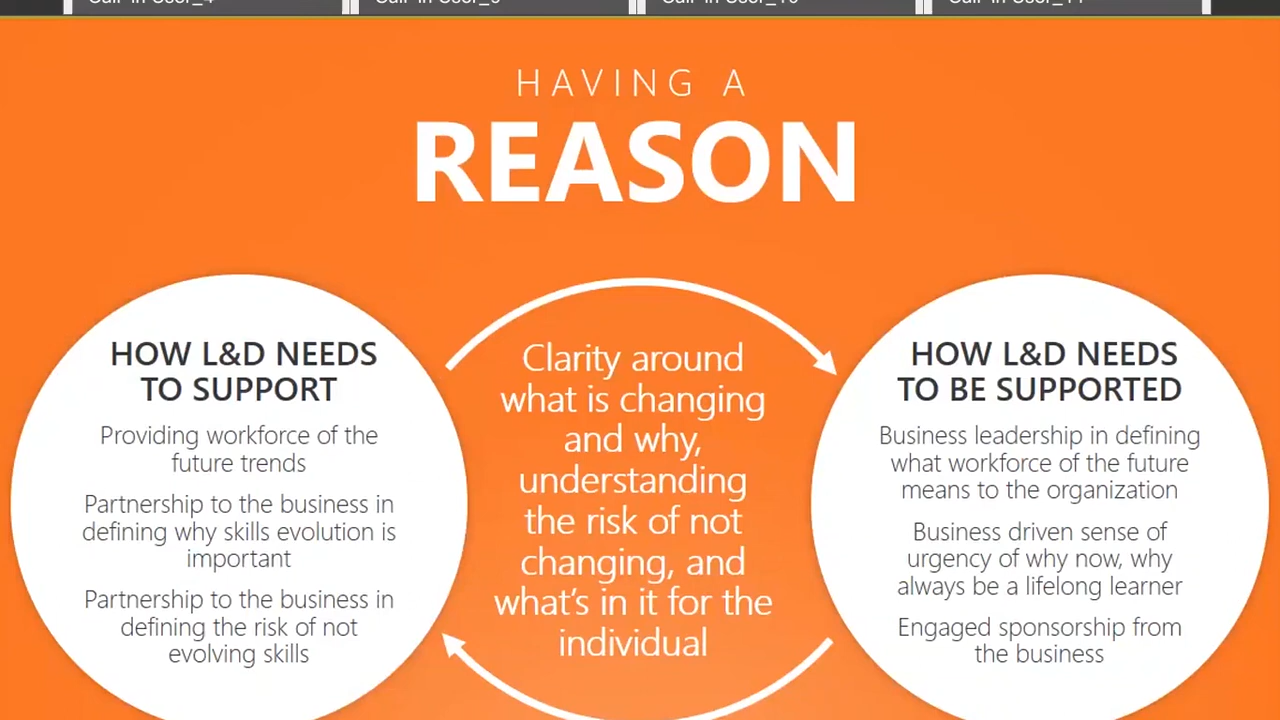 HAVING A
REASON
HOW L&D NEEDS
TO SUPPORT
Providing workforce of the
future trends
Partnership to the business in
defining why skills evolution is
important
Partnership to the business in
defining the risk of not
evolving skills
Clarity around
what is changing
and why,
understanding
the risk of not
changing, and
what's in it for the
individual
HOW L&D NEEDS
TO BE SUPPORTED
Business leadership in defining
what workforce of the future
means to the organization
Business driven sense of
urgency of why now, why
always be a lifelong learner
Engaged sponsorship from
the business